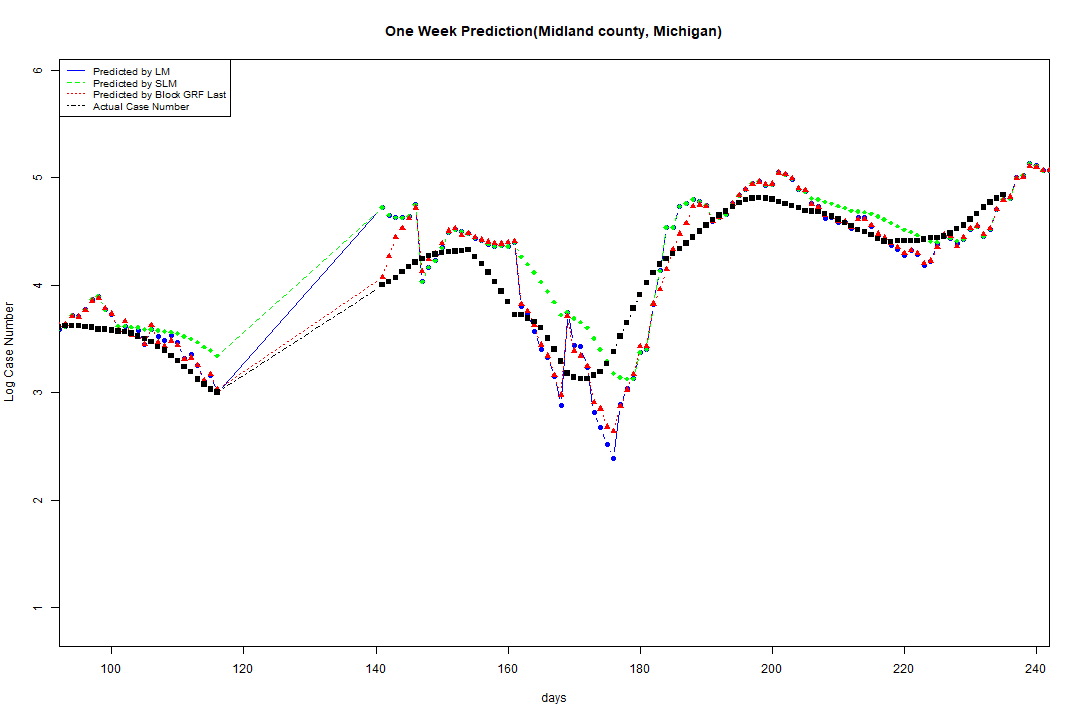 One Week Prediction(Midland county, Michigan)
Predicted by LM
Predicted by SLM
Predicted by Block GRF Last
Actual Case Number
6
5
4
3
2
1
Log Case Number
100 120 140 160 180 200 220 240
days